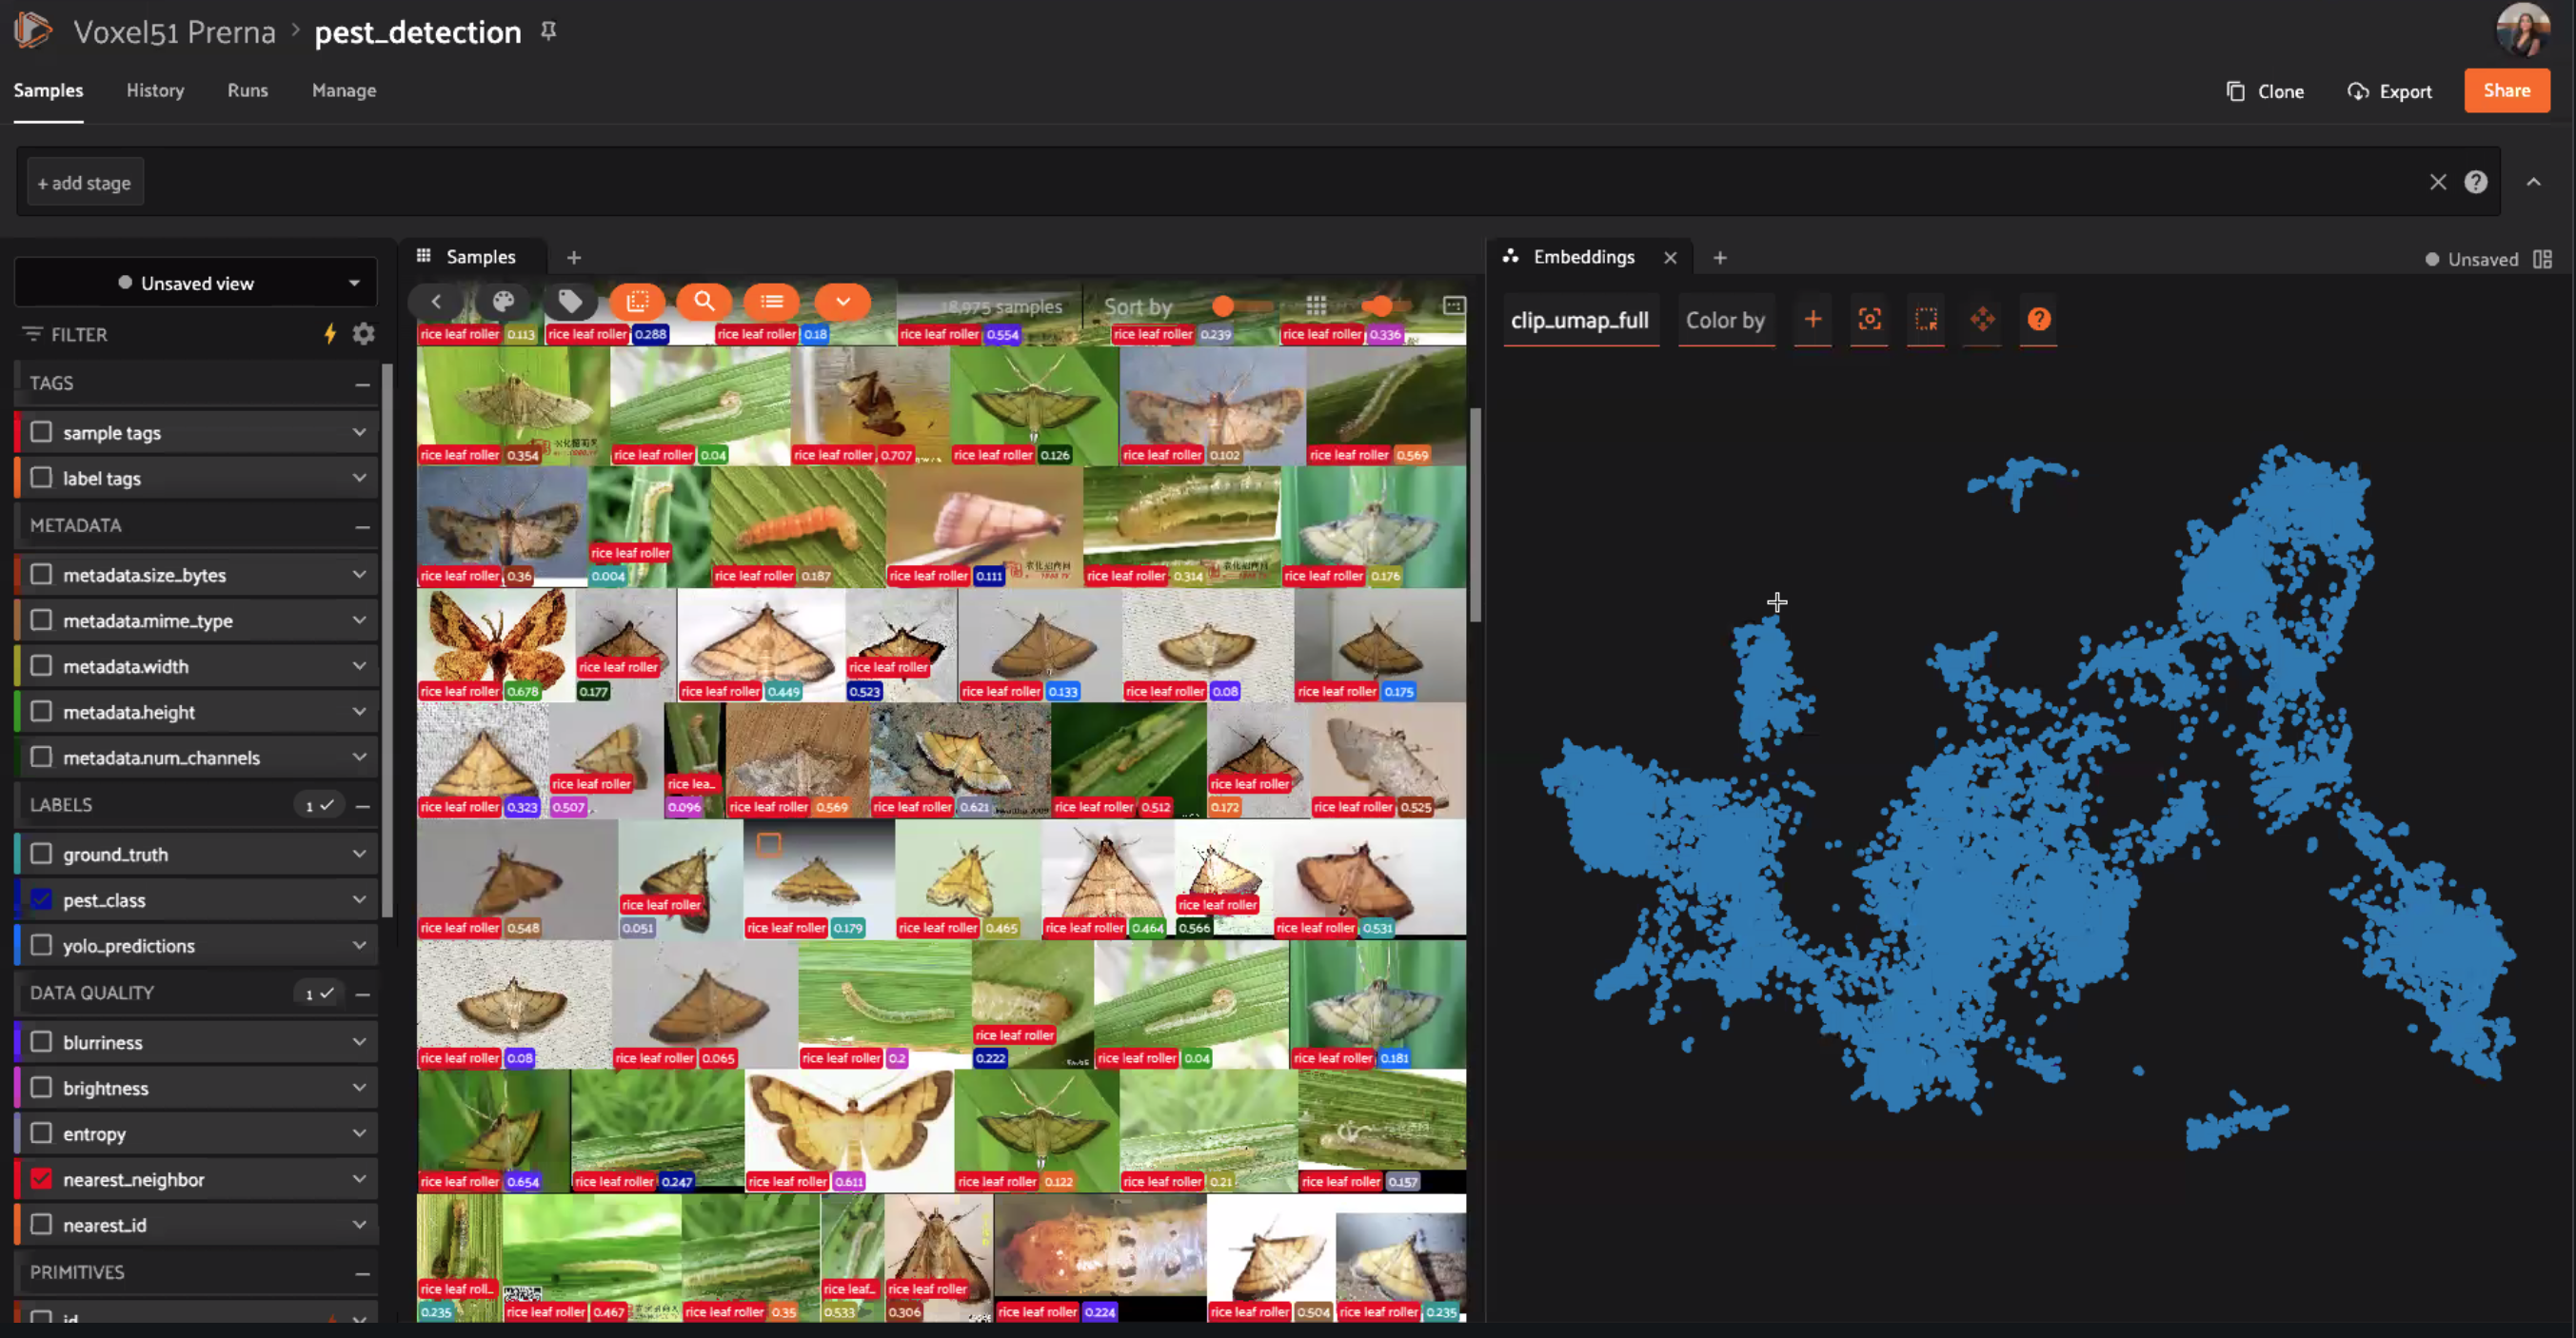 Voxel51 Prerna > pest_detection
Samples History Runs Manage
Clone Export Share
+ add stage
Unsaved view
FILTER
TAGS
sample tags
label tags
METADATA
metadata.size_bytes
metadata.mime_type
metadata.width
metadata.height
metadata.num_channels
LABELS 1
ground_truth
pest_class
yolo_predictions
DATA QUALITY 1
blurriness
brightness
entropy
nearest_neighbor
nearest_id
PRIMITIVES
id
Samples +
18,975 samples Sort by
rice leaf roller 0.113 rice leaf roller 0.288 rice leaf roller 0.18 rice leaf roller 0.554 rice leaf roller 0.239 rice leaf roller 0.336
rice leaf roller 0.354 rice leaf roller 0.04 rice leaf roller 0.707 rice leaf roller 0.126 rice leaf roller 0.102 rice leaf roller 0.569
rice leaf roller
rice leaf roller 0.36 0.004 rice leaf roller 0.187 rice leaf roller 0.111 rice leaf roller 0.314 rice leaf roller 0.176
rice leaf roller rice leaf roller
rice leaf roller 0.678 0.177 rice leaf roller 0.449 0.523 rice leaf roller 0.133 rice leaf roller 0.08 rice leaf roller 0.175
rice leaf roller rice lea... rice leaf roller
rice leaf roller 0.323 0.507 0.096 rice leaf roller 0.569 rice leaf roller 0.621 rice leaf roller 0.512 0.172 rice leaf roller 0.525
rice leaf roller rice leaf roller
rice leaf roller 0.548 0.051 rice leaf roller 0.179 rice leaf roller 0.465 rice leaf roller 0.464 0.566 rice leaf roller 0.531
rice leaf roller
rice leaf roller 0.08 rice leaf roller 0.065 rice leaf roller 0.2 0.222 rice leaf roller 0.04 rice leaf roller 0.181
rice leaf roller 0.654 rice leaf roller 0.247 rice leaf roller 0.611 rice leaf roller 0.122 rice leaf roller 0.21 rice leaf roller 0.157
rice leaf roll... rice leaf... rice leaf roller
0.235 rice leaf roller 0.467 rice leaf roller 0.35 0.533 0.306 rice leaf roller 0.224 rice leaf roller 0.504 rice leaf roller 0.235
Embeddings × +
Unsaved
clip_umap_full Color by + ?